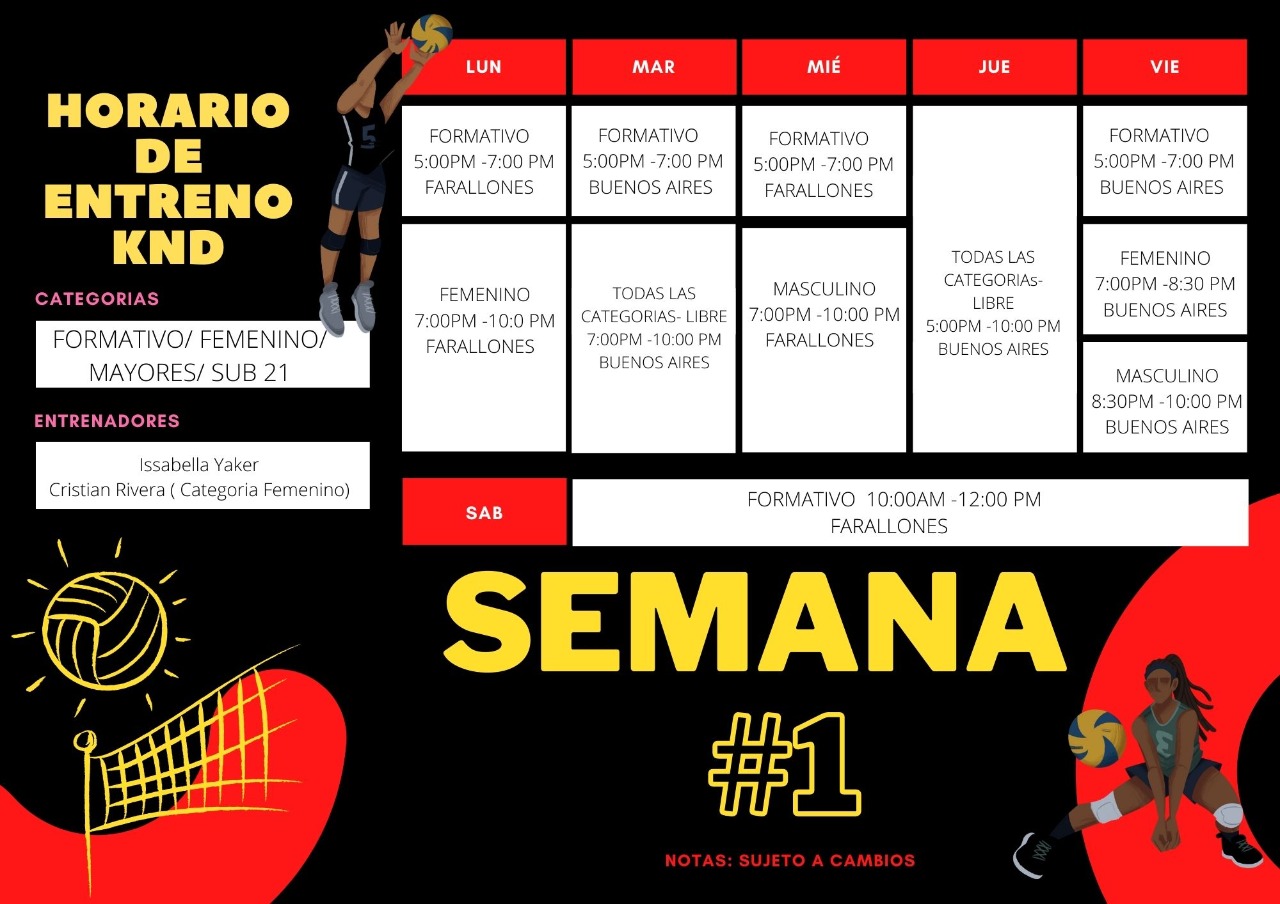 HORARIO
DE
ENTRENO
KND
CATEGORIAS
FORMATIVO/ FEMENINO/
MAYORES/ SUB 21
ENTRENADORES
Issabella Yaker
Cristian Rivera ( Categoria Femenino)
LUN
FORMATIVO
5:00PM -7:00 PM
FARALLONES
FEMENINO
7:00PM -10:0 PM
FARALLONES
MAR
FORMATIVO
5:00PM -7:00 PM
BUENOS AIRES
TODAS LAS
CATEGORIAS- LIBRE
7:00PM -10:00 PM
BUENOS AIRES
MIÉ
FORMATIVO
5:00PM -7:00 PM
FARALLONES
MASCULINO
7:00PM -10:00 PM
FARALLONES
JUE
TODAS LAS
CATEGORIAs-
LIBRE
5:00PM -10:00 PM
BUENOS AIRES
VIE
FORMATIVO
5:00PM -7:00 PM
BUENOS AIRES
FEMENINO
7:00PM -8:30 PM
BUENOS AIRES
MASCULINO
8:30PM -10:00 PM
BUENOS AIRES
SAB
FORMATIVO 10:00AM -12:00 PM
FARALLONES
SEMANA
#1
NOTAS: SUJETO A CAMBIOS
5
3